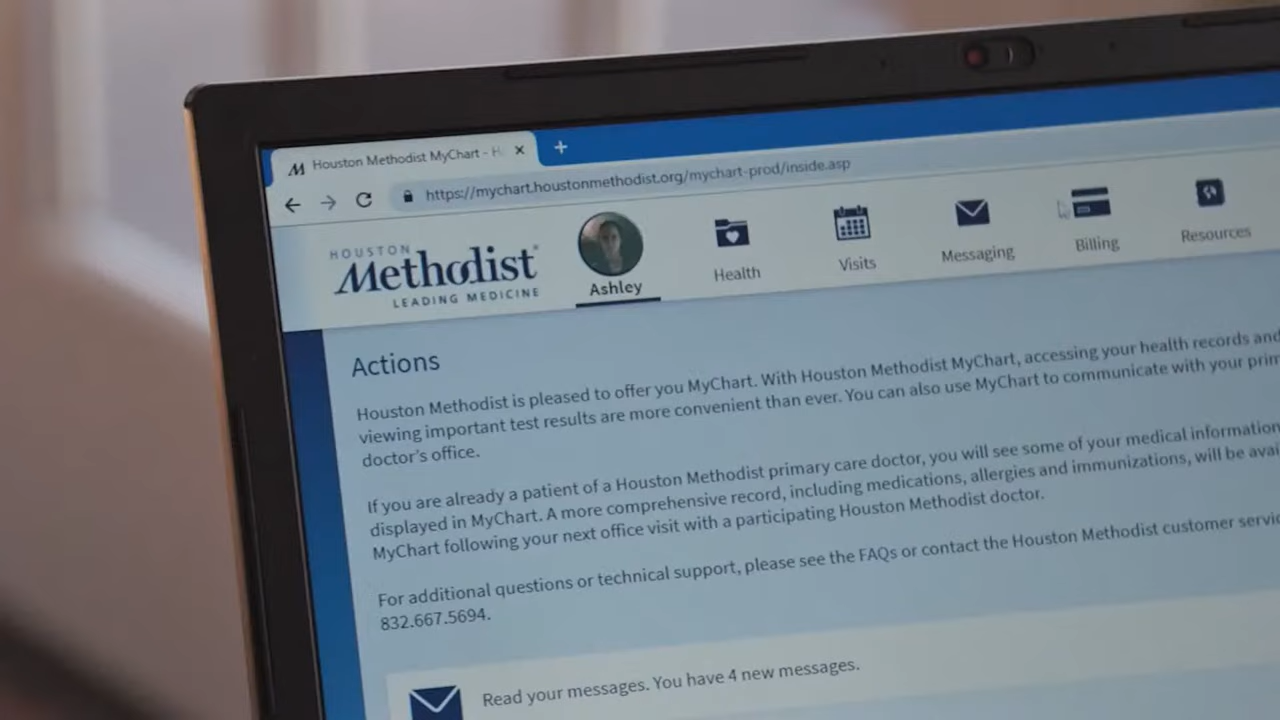 Houston Methodist MyChart - H
https://mychart.houstonmethodist.org/mychart-prod/inside.asp
HOUSTON
Methodist®
LEADING MEDICINE
Ashley
Health
Visits
Messaging
Billing
Resources
Actions
Houston Methodist is pleased to offer you MyChart. With Houston Methodist MyChart, accessing your health records and
viewing important test results are more convenient than ever. You can also use MyChart to communicate with your prim
doctor's office.
If you are already a patient of a Houston Methodist primary care doctor, you will see some of your medical information
displayed in MyChart. A more comprehensive record, including medications, allergies and immunizations, will be avai
MyChart following your next office visit with a participating Houston Methodist doctor.
For additional questions or technical support, please see the FAQs or contact the Houston Methodist customer servic
832.667.5694.
Read your messages. You have 4 new messages.